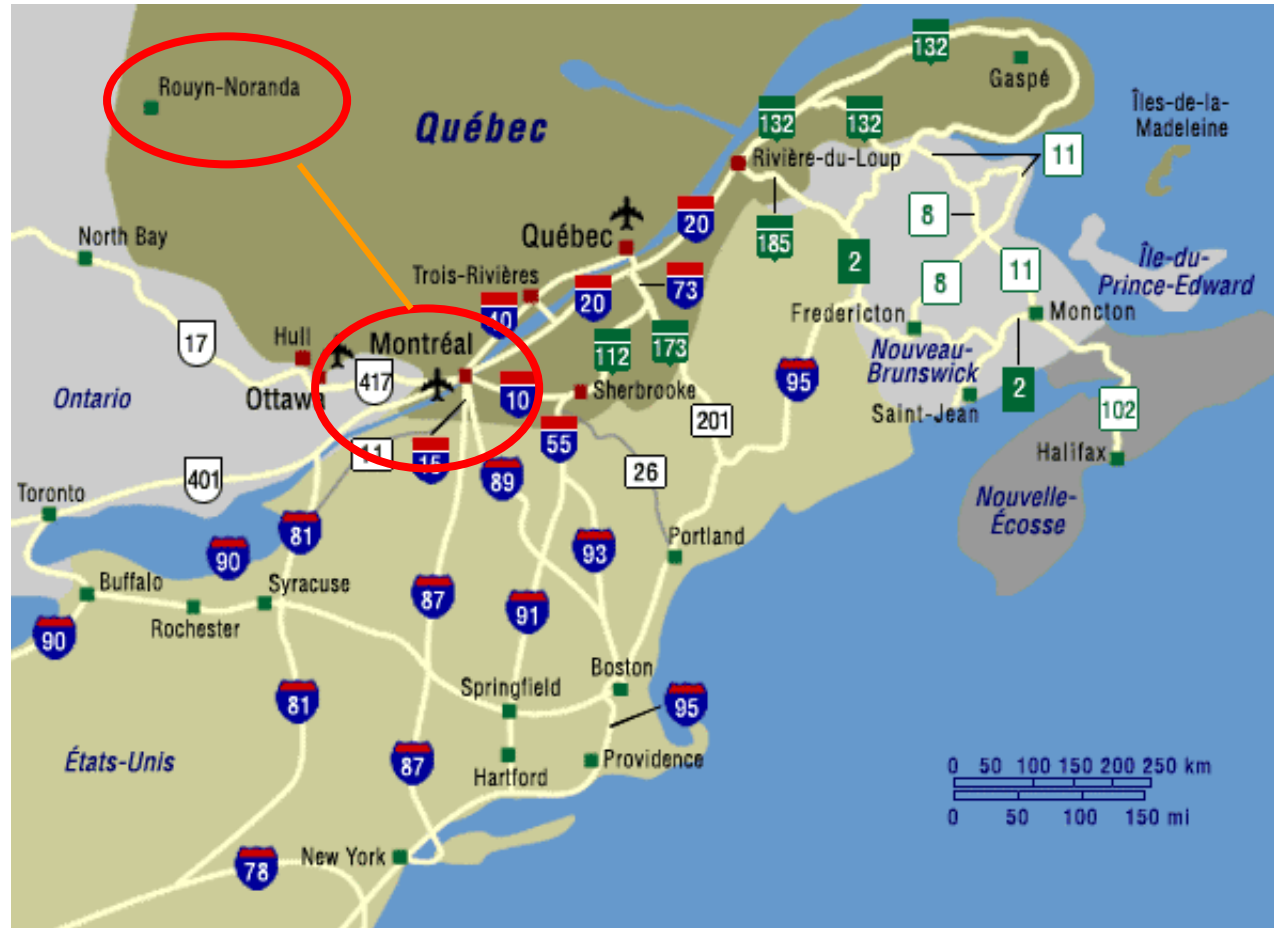 132
Gaspé
Rouyn-Noranda
Îles-de-la-
Madeleine
Québec
132
132
Rivière-du-Loup
11
8
20
185
Québec
North Bay
2
11
Île-du-
Prince-Edward
Trois-Rivières
20
73
8
40
Fredericton
Moncton
17
Hull
Montréal
112
173
Nouveau-
Brunswick
2
Ontario
Ottawa
417
10
Sherbrooke
95
Saint-Jean
102
201
11
15
55
Halifax
401
89
26
Nouvelle-
Écosse
Toronto
81
90
93
Portland
Buffalo
Syracuse
87
91
90
Rochester
Boston
81
Springfield
95
États-Unis
87
Hartford
Providence
0 50 100 150 200 250 km
0 50 100 150 mi
New York
78